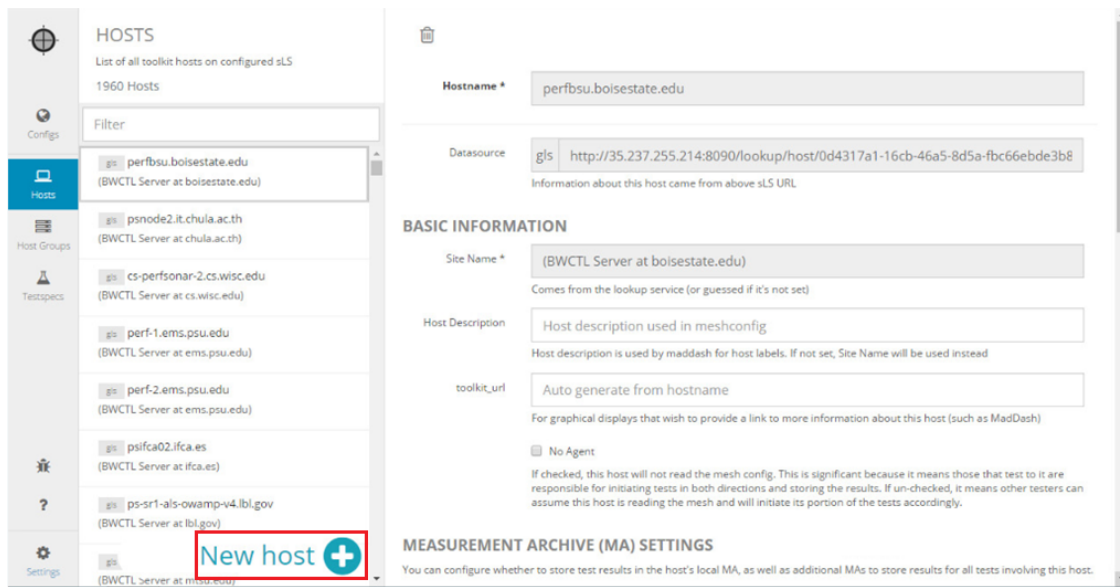 HOSTS
List of all toolkit hosts on configured sLS
1960 Hosts
Filter
Configs
Hosts
Host Groups
Testspecs
Settings
gls perfbsu.boisestate.edu
(BWCTL Server at boisestate.edu)
gls psnode2.it.chula.ac.th
(BWCTL Server at chula.ac.th)
gls cs-perfsonar-2.cs.wisc.edu
(BWCTL Server at cs.wisc.edu)
gls perf-1.ems.psu.edu
(BWCTL Server at ems.psu.edu)
gls perf-2.ems.psu.edu
(BWCTL Server at ems.psu.edu)
gls psifca02.ifca.es
(BWCTL Server at ifca.es)
gls ps-sr1-als-owamp-v4.lbl.gov
(BWCTL Server at lbl.gov)
gls
(BWCTL Server at mtsu.edu)
New host
Hostname *
perfbsu.boisestate.edu
Datasource
gls http://35.237.255.214:8090/lookup/host/0d4317a1-16cb-46a5-8d5a-fbc66ebde3b8
Information about this host came from above sLS URL
BASIC INFORMATION
Site Name *
(BWCTL Server at boisestate.edu)
Comes from the lookup service (or guessed if it's not set)
Host Description
Host description used in meshconfig
Host description is used by maddash for host labels. If not set, Site Name will be used instead
toolkit_url
Auto generate from hostname
For graphical displays that wish to provide a link to more information about this host (such as MadDash)
No Agent
If checked, this host will not read the mesh config. This is significant because it means those that test to it are
responsible for initiating tests in both directions and storing the results. If un-checked, it means other testers can
assume this host is reading the mesh and will initiate its portion of the tests accordingly.
MEASUREMENT ARCHIVE (MA) SETTINGS
You can configure whether to store test results in the host's local MA, as well as additional MAs to store results for all tests involving this host.